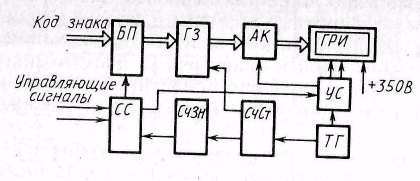 Код знака
БП
ГЗ
АК
ГРИ
Управляющие
сигналы
СС
СчЗн
СчСт
УС
ТГ
+350В